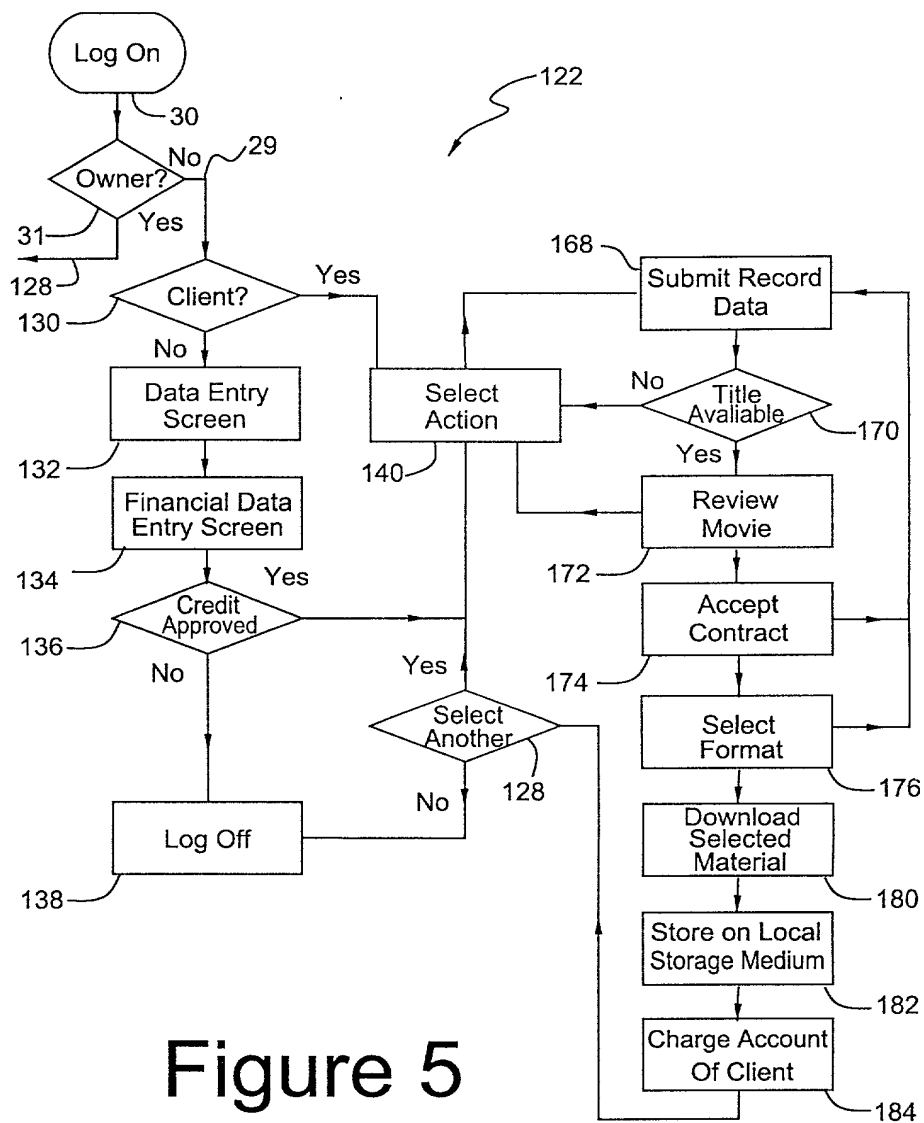 Log On
30
122
Owner?
No
29
31
Yes
128
Client?
Yes
130
No
Data Entry
Screen
132
Financial Data
Entry Screen
134
Credit
Approved
Yes
136
No
Log Off
138
Select
Action
140
Yes
Select
Another
128
No
168
Submit Record
Data
No
Title
Avaliable
170
Yes
Review
Movie
172
Accept
Contract
174
Select
Format
176
Download
Selected
Material
180
Store on Local
Storage Medium
182
Charge Account
Of Client
184
Figure 5